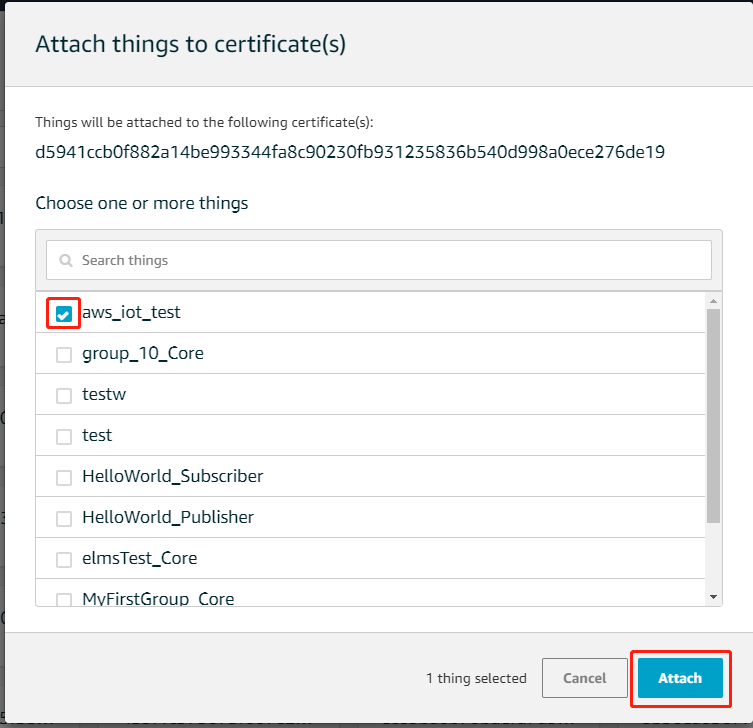 Attach things to certificate(s)
Things will be attached to the following certificate(s):
d5941ccb0f882a14be993344fa8c90230fb931235836b540d998a0ece276de19
Choose one or more things
Search things
aws_iot_test
group_10_Core
testw
test
HelloWorld_Subscriber
HelloWorld_Publisher
elmsTest_Core
MyFirstGroup_Core
1 thing selected
Cancel
Attach